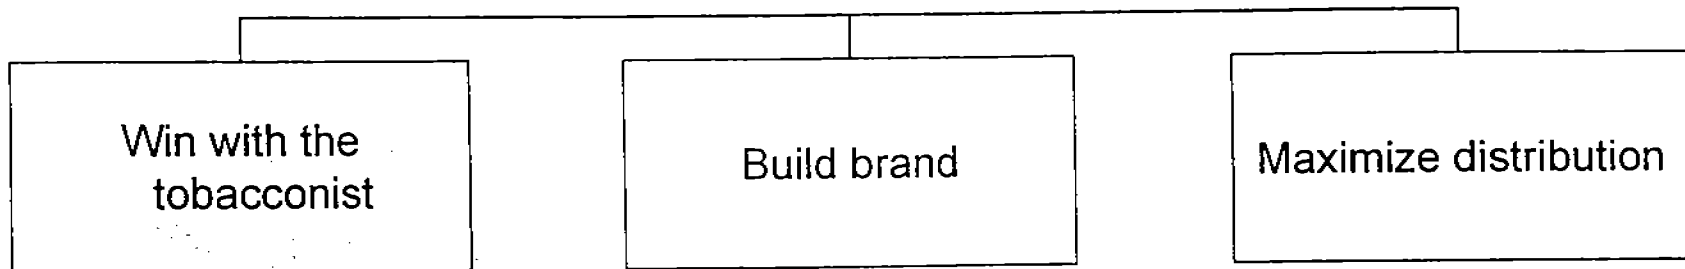 Win with the
tobacconist
Build brand
Maximize distribution